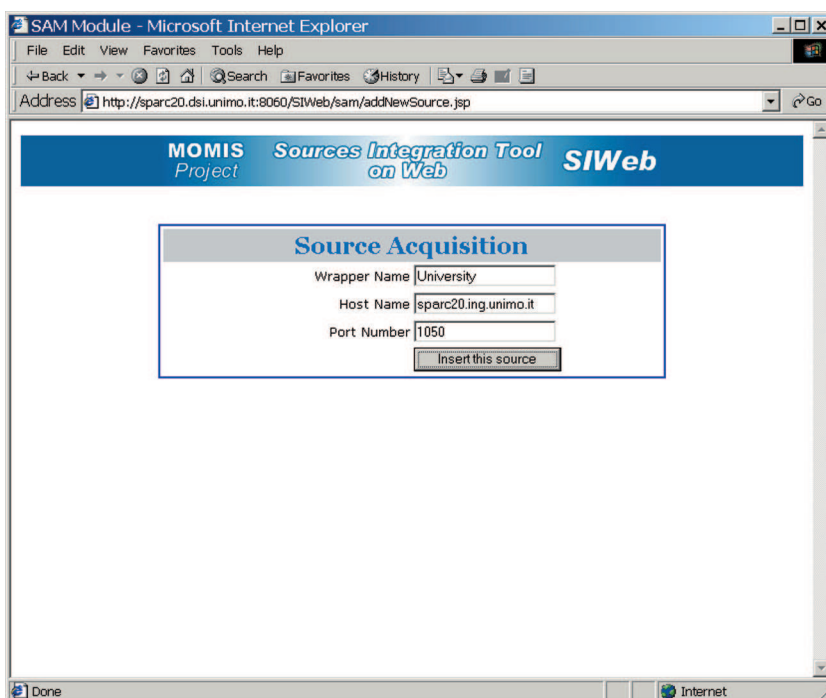 SAM Module - Microsoft Internet Explorer
File Edit View Favorites Tools Help
Back Search Favorites History
Address http://sparc20.dsi.unimo.it:8060/SIWeb/sam/addNewSource.jsp Go
MOMIS Sources Integration Tool SIWeb
Project on Web
Source Acquisition
Wrapper Name University
Host Name sparc20.ing.unimo.it
Port Number 1050
Insert this source
Done Internet